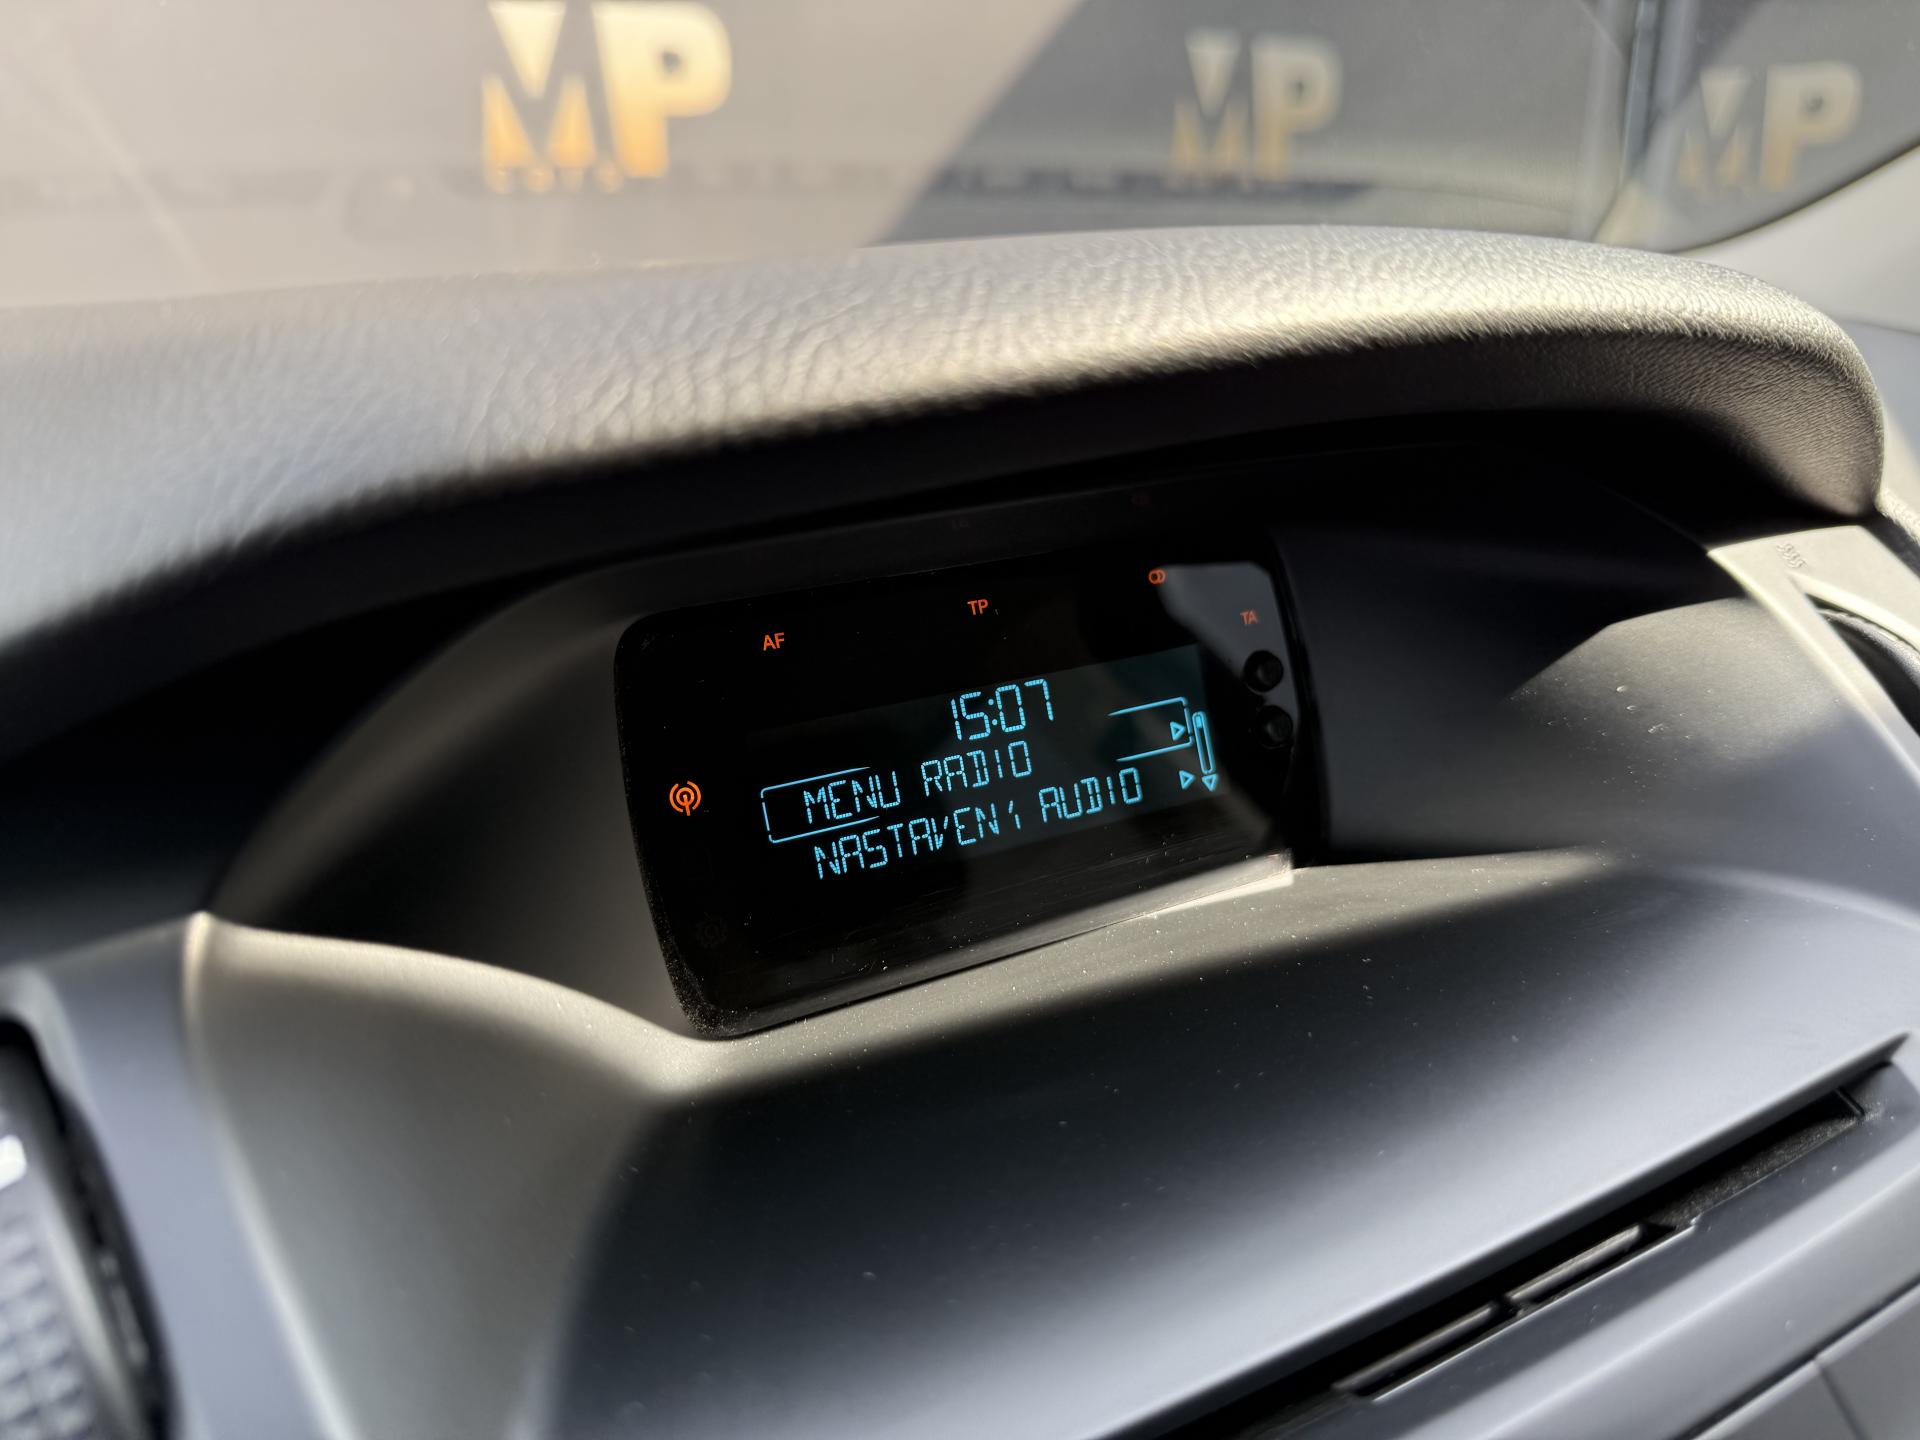 MP
MP
MP
AF
TP
TA
15:07
MENU RADIO
NASTAVENÍ AUDIO